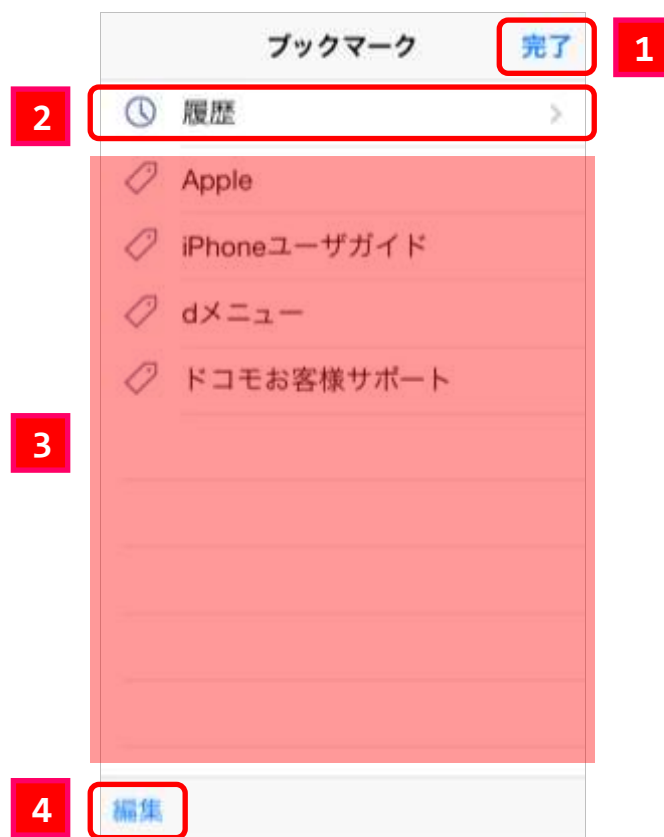 ブックマーク 完了 1
2 履歴
Apple
iPhoneユーザガイド
dメニュー
ドコモお客様サポート
3
4 編集